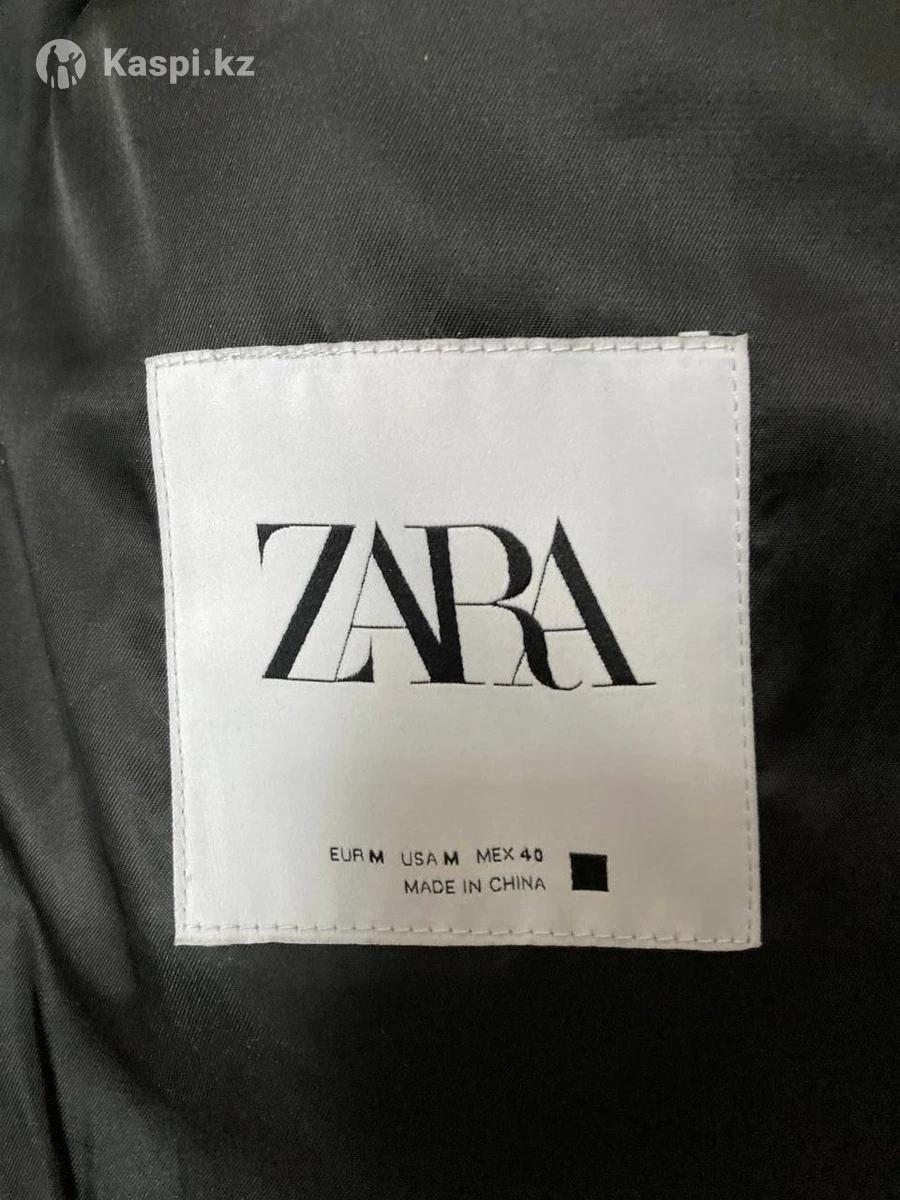 Kaspi.kz
ZARA
EUR M USA M MEX 40
MADE IN CHINA